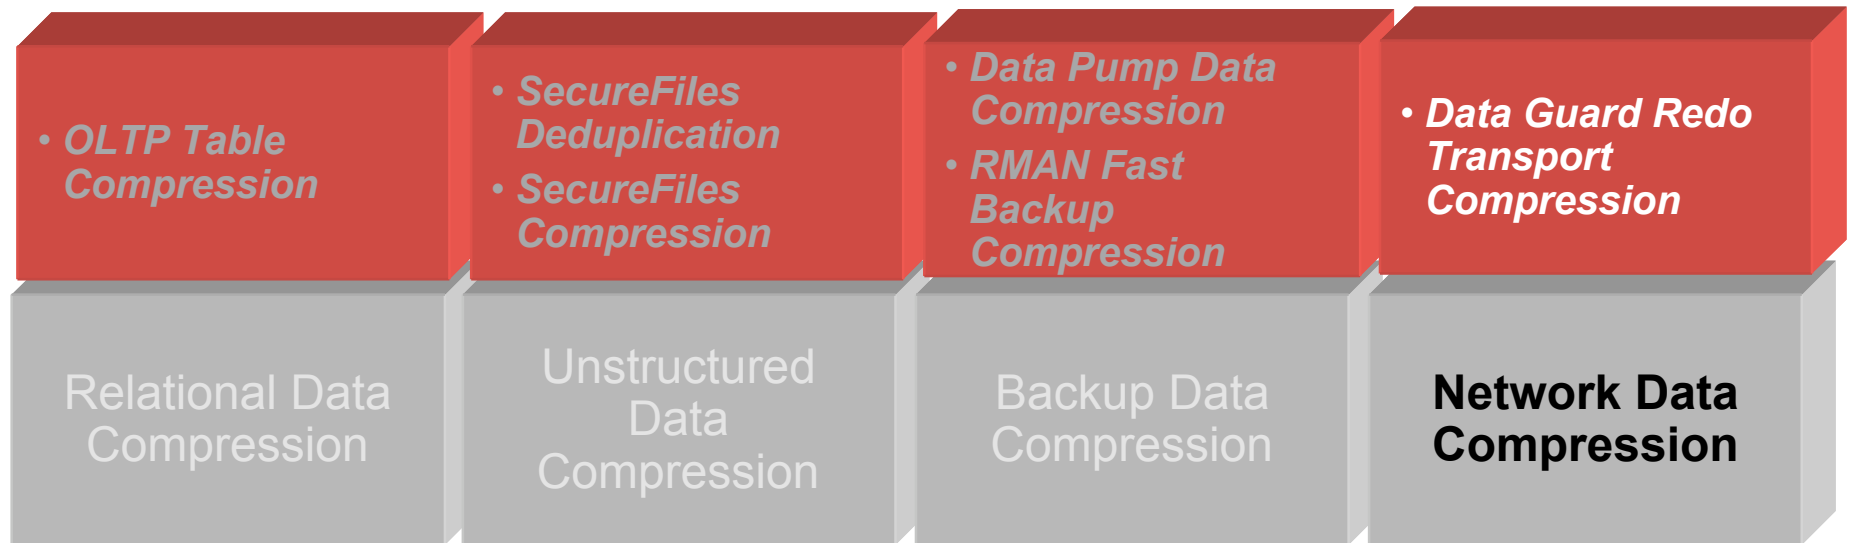 • OLTP Table
Compression
• SecureFiles
Deduplication
• SecureFiles
Compression
• Data Pump Data
Compression
• RMAN Fast
Backup
Compression
• Data Guard Redo
Transport
Compression
Relational Data
Compression
Unstructured
Data
Compression
Backup Data
Compression
Network Data
Compression